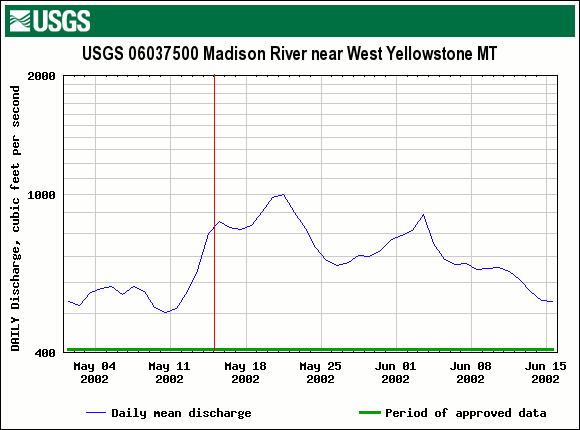 USGS
USGS 06037500 Madison River near West Yellowstone MT
DAILY Discharge, cubic feet per second
2000
1000
400
May 04 2002
May 11 2002
May 18 2002
May 25 2002
Jun 01 2002
Jun 08 2002
Jun 15 2002
Daily mean discharge
Period of approved data